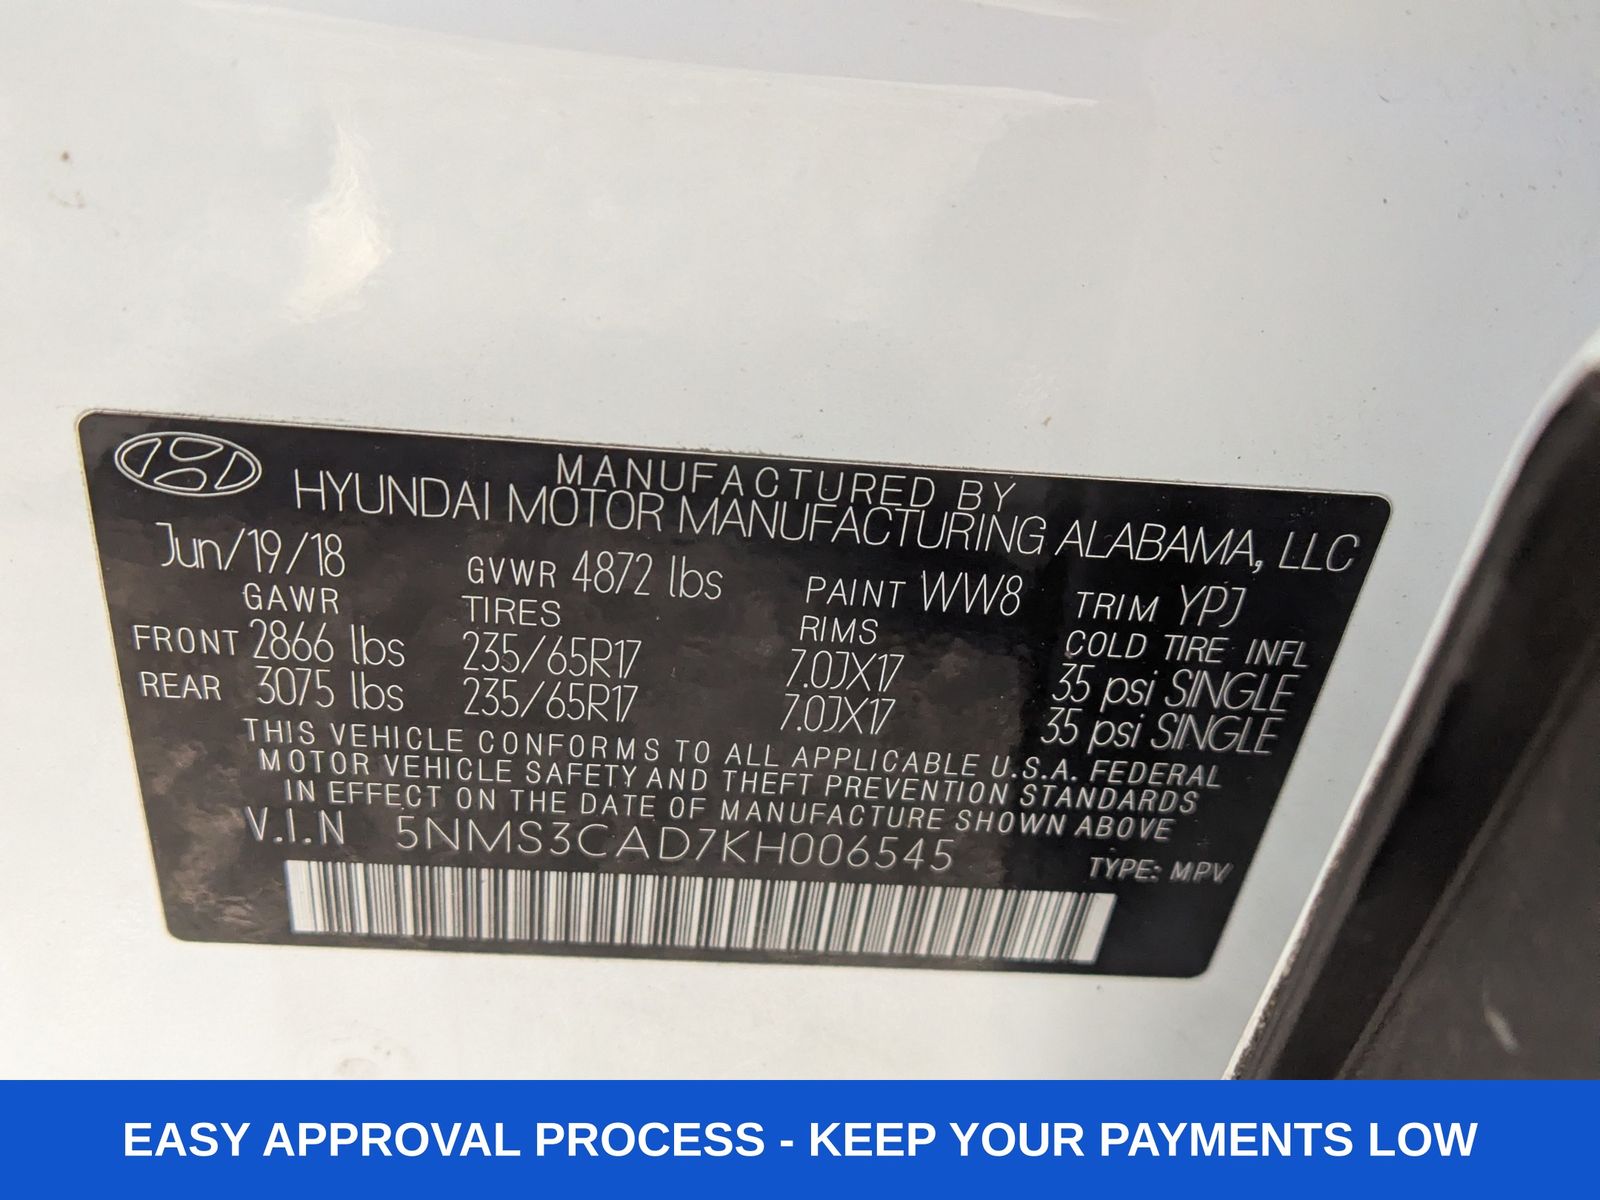 MANUFACTURED BY
HYUNDAI MOTOR MANUFACTURING ALABAMA, LLC
Jun/19/18 GVWR 4872 lbs PAINT WW8 TRIM YPJ
GAWR TIRES RIMS COLD TIRE INFL
FRONT 2866 lbs 235/65R17 7.0JX17 35 psi SINGLE
REAR 3075 lbs 235/65R17 7.0JX17 35 psi SINGLE
THIS VEHICLE CONFORMS TO ALL APPLICABLE U.S.A. FEDERAL
MOTOR VEHICLE SAFETY AND THEFT PREVENTION STANDARDS
IN EFFECT ON THE DATE OF MANUFACTURE SHOWN ABOVE
V.I.N 5NMS3CAD7KH006545
TYPE: MPV
EASY APPROVAL PROCESS - KEEP YOUR PAYMENTS LOW